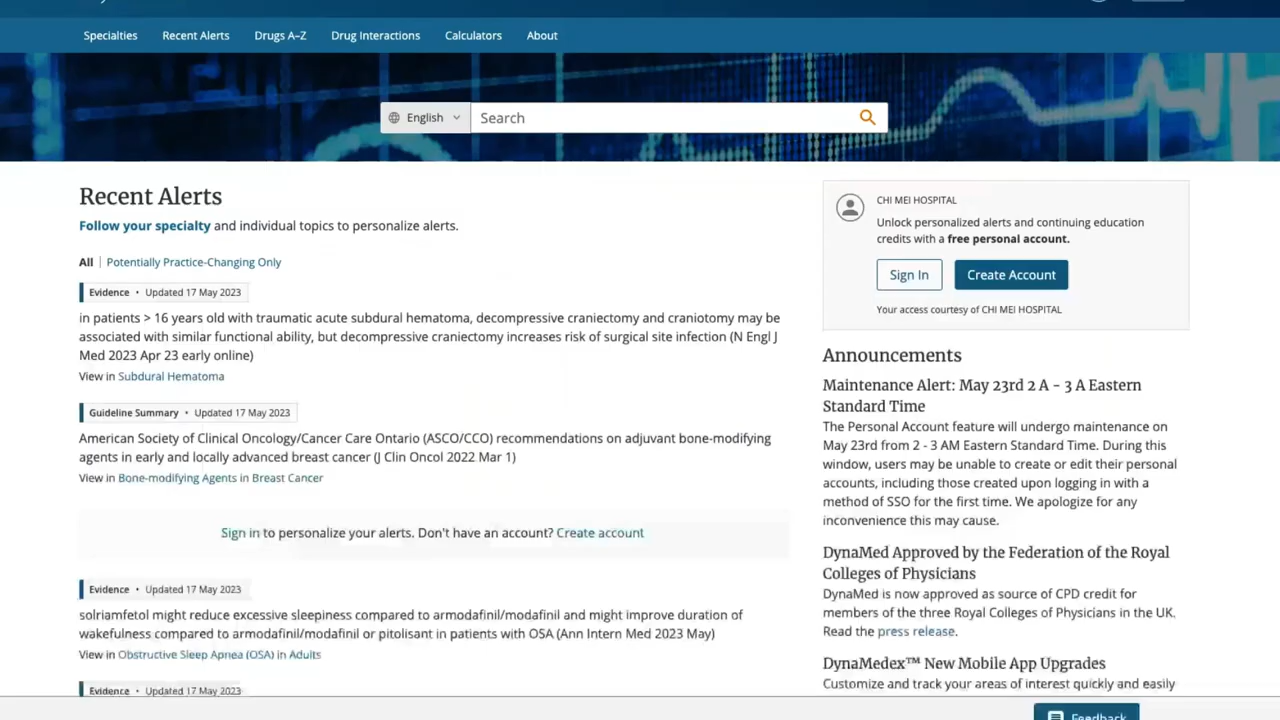 Specialties Recent Alerts Drugs A–Z Drug Interactions Calculators About
English Search
Recent Alerts
Follow your specialty and individual topics to personalize alerts.
All | Potentially Practice-Changing Only
Evidence • Updated 17 May 2023
in patients > 16 years old with traumatic acute subdural hematoma, decompressive craniectomy and craniotomy may be
associated with similar functional ability, but decompressive craniectomy increases risk of surgical site infection (N Engl J
Med 2023 Apr 23 early online)
View in Subdural Hematoma
Guideline Summary • Updated 17 May 2023
American Society of Clinical Oncology/Cancer Care Ontario (ASCO/CCO) recommendations on adjuvant bone-modifying
agents in early and locally advanced breast cancer (J Clin Oncol 2022 Mar 1)
View in Bone-modifying Agents in Breast Cancer
Sign in to personalize your alerts. Don't have an account? Create account
Evidence • Updated 17 May 2023
solriamfetol might reduce excessive sleepiness compared to armodafinil/modafinil and might improve duration of
wakefulness compared to armodafinil/modafinil or pitolisant in patients with OSA (Ann Intern Med 2023 May)
View in Obstructive Sleep Apnea (OSA) in Adults
Evidence • Updated 17 May 2023
CHI MEI HOSPITAL
Unlock personalized alerts and continuing education
credits with a free personal account.
Sign In Create Account
Your access courtesy of CHI MEI HOSPITAL
Announcements
Maintenance Alert: May 23rd 2 A - 3 A Eastern
Standard Time
The Personal Account feature will undergo maintenance on
May 23rd from 2 - 3 AM Eastern Standard Time. During this
window, users may be unable to create or edit their personal
accounts, including those created upon logging in with a
method of SSO for the first time. We apologize for any
inconvenience this may cause.
DynaMed Approved by the Federation of the Royal
Colleges of Physicians
DynaMed is now approved as source of CPD credit for
members of the three Royal Colleges of Physicians in the UK.
Read the press release.
DynaMedex™ New Mobile App Upgrades
Customize and track your areas of interest quickly and easily
Feedback